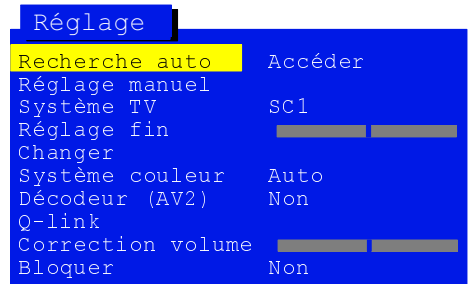 Réglage
Recherche auto Accéder
Réglage manuel
Système TV SC1
Réglage fin
Changer
Système couleur Auto
Décodeur (AV2) Non
Q-link
Correction volume
Bloquer Non